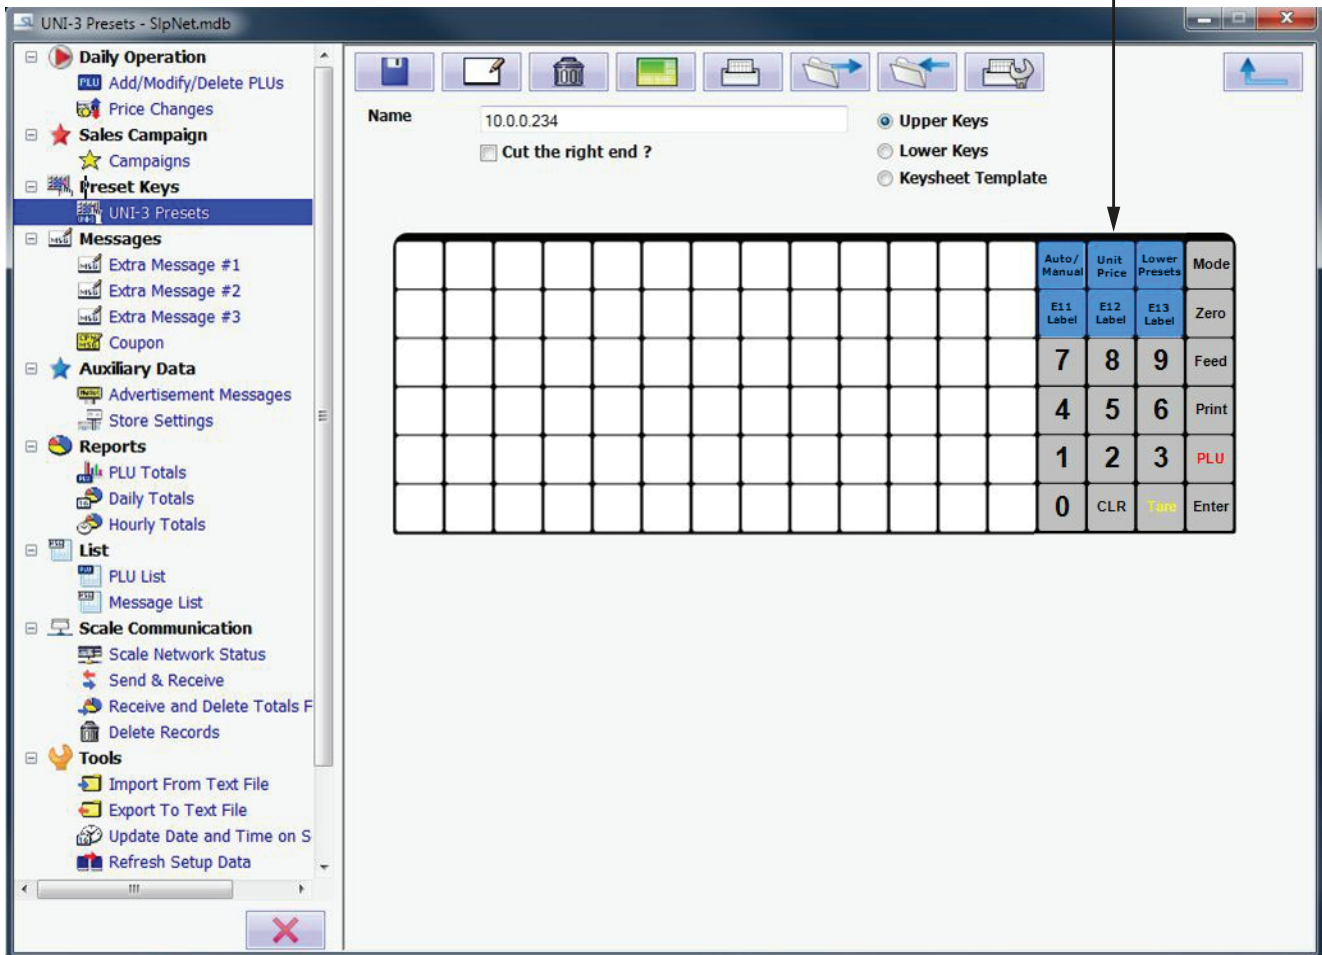 UNI-3 Presets - SlpNet.mdb
Daily Operation
PLU Add/Modify/Delete PLUs
Price Changes
Sales Campaign
Campaigns
Preset Keys
UNI-3 Presets
Messages
MSG Extra Message #1
MSG Extra Message #2
MSG Extra Message #3
Coupon
Auxiliary Data
Advertisement Messages
Store Settings
Reports
PLU Totals
Daily Totals
Hourly Totals
List
PLU List
Message List
Scale Communication
Scale Network Status
Send & Receive
Receive and Delete Totals F
Delete Records
Tools
Import From Text File
Export To Text File
Update Date and Time on S
Refresh Setup Data
Name
10.0.0.234
Cut the right end ?
Upper Keys
Lower Keys
Keysheet Template
Auto/ Manual
Unit Price
Lower Presets
Mode
E11 Label
E12 Label
E13 Label
Zero
7 8 9 Feed
4 5 6 Print
1 2 3 PLU
0 CLR Tare Enter